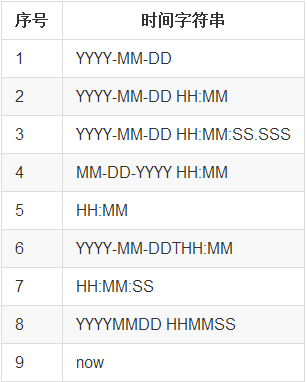 序号 时间字符串
1 YYYY-MM-DD
2 YYYY-MM-DD HH:MM
3 YYYY-MM-DD HH:MM:SS.SSS
4 MM-DD-YYYY HH:MM
5 HH:MM
6 YYYY-MM-DDTHH:MM
7 HH:MM:SS
8 YYYYMMDD HHMMSS
9 now